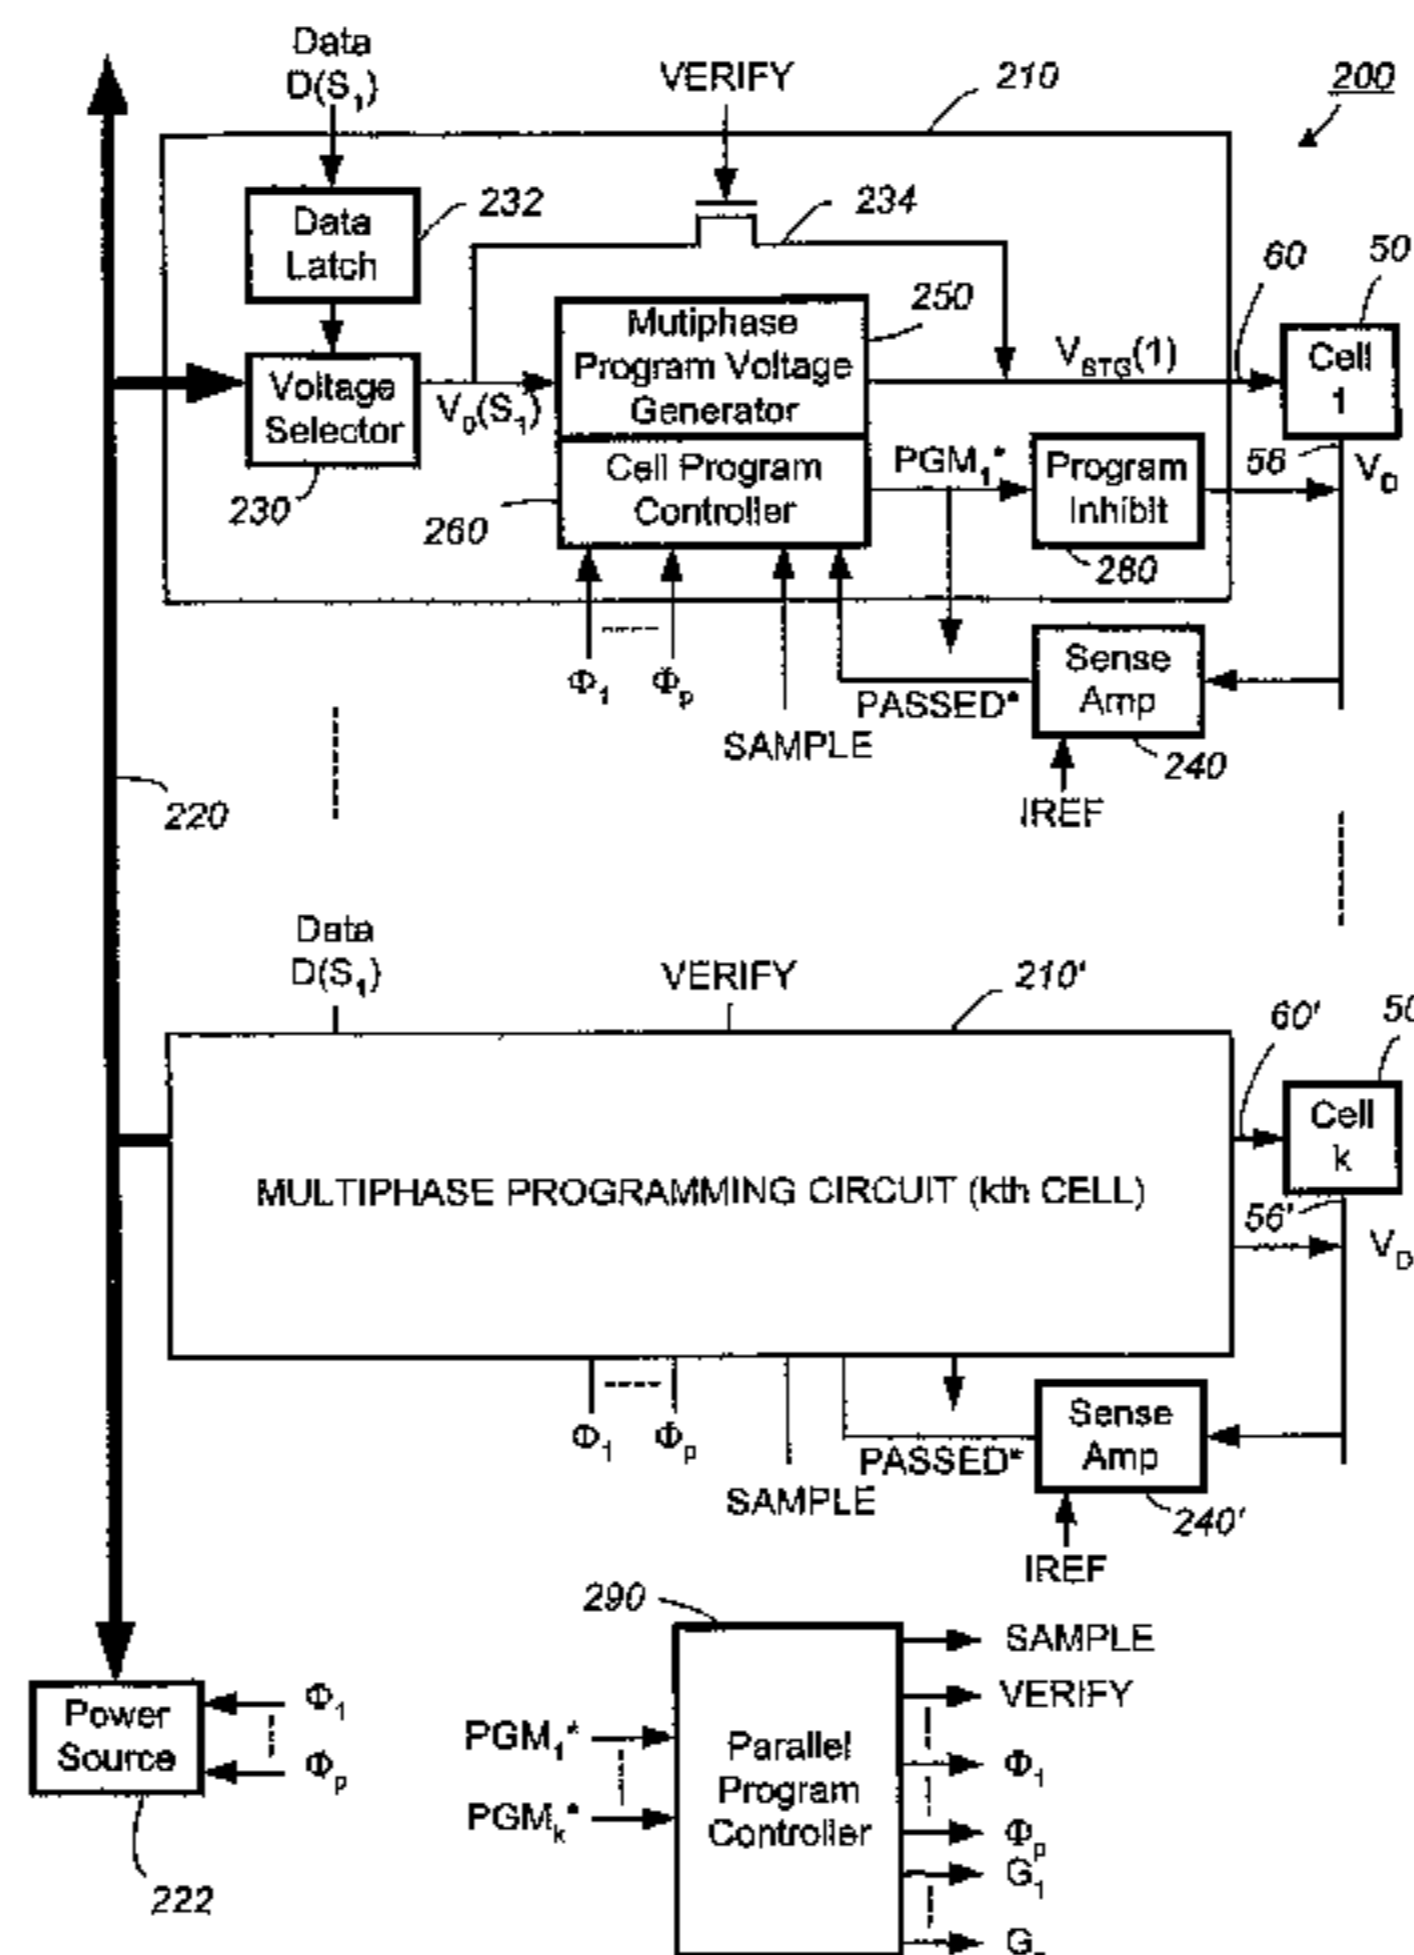 Data
D(S₁)
VERIFY
210
200
Data
Latch
232
234
60
50
Mutiphase
Program Voltage
Generator
250
V_STG(1)
Cell
1
Voltage
Selector
V₀(S₁)
230
Cell Program
Controller
260
PGM₁*
Program
Inhibit
280
56
V_D
Φ₁
Φₚ
SAMPLE
PASSED*
Sense
Amp
240
IREF
220
Data
D(S₁)
VERIFY
210'
60'
Cell
k
MULTIPHASE PROGRAMMING CIRCUIT (kth CELL)
56'
V_D
Φ₁
Φₚ
SAMPLE
PASSED*
Sense
Amp
240'
IREF
290
SAMPLE
VERIFY
Power
Source
Φ₁
Φₚ
222
PGM₁*
PGMₖ*
Parallel
Program
Controller
Φ₁
Φₚ
G₁